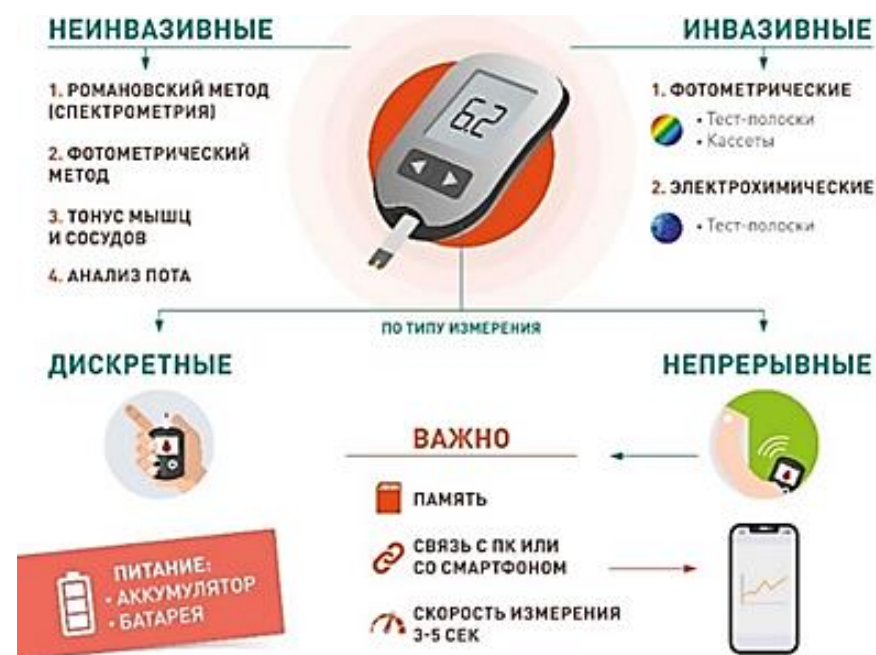 НЕИНВАЗИВНЫЕ
1. РОМАНОВСКИЙ МЕТОД
(СПЕКТРОМЕТРИЯ)
2. ФОТОМЕТРИЧЕСКИЙ
МЕТОД
3. ТОНУС МЫШЦ
И СОСУДОВ
4. АНАЛИЗ ПОТА
6.2
ИНВАЗИВНЫЕ
1. ФОТОМЕТРИЧЕСКИЕ
• Тест-полоски
• Кассеты
2. ЭЛЕКТРОХИМИЧЕСКИЕ
• Тест-полоски
ПО ТИПУ ИЗМЕРЕНИЯ
ДИСКРЕТНЫЕ
НЕПРЕРЫВНЫЕ
ВАЖНО
ПАМЯТЬ
СВЯЗЬ С ПК ИЛИ
СО СМАРТФОНОМ
СКОРОСТЬ ИЗМЕРЕНИЯ
3-5 СЕК
ПИТАНИЕ:
• АККУМУЛЯТОР
• БАТАРЕЯ